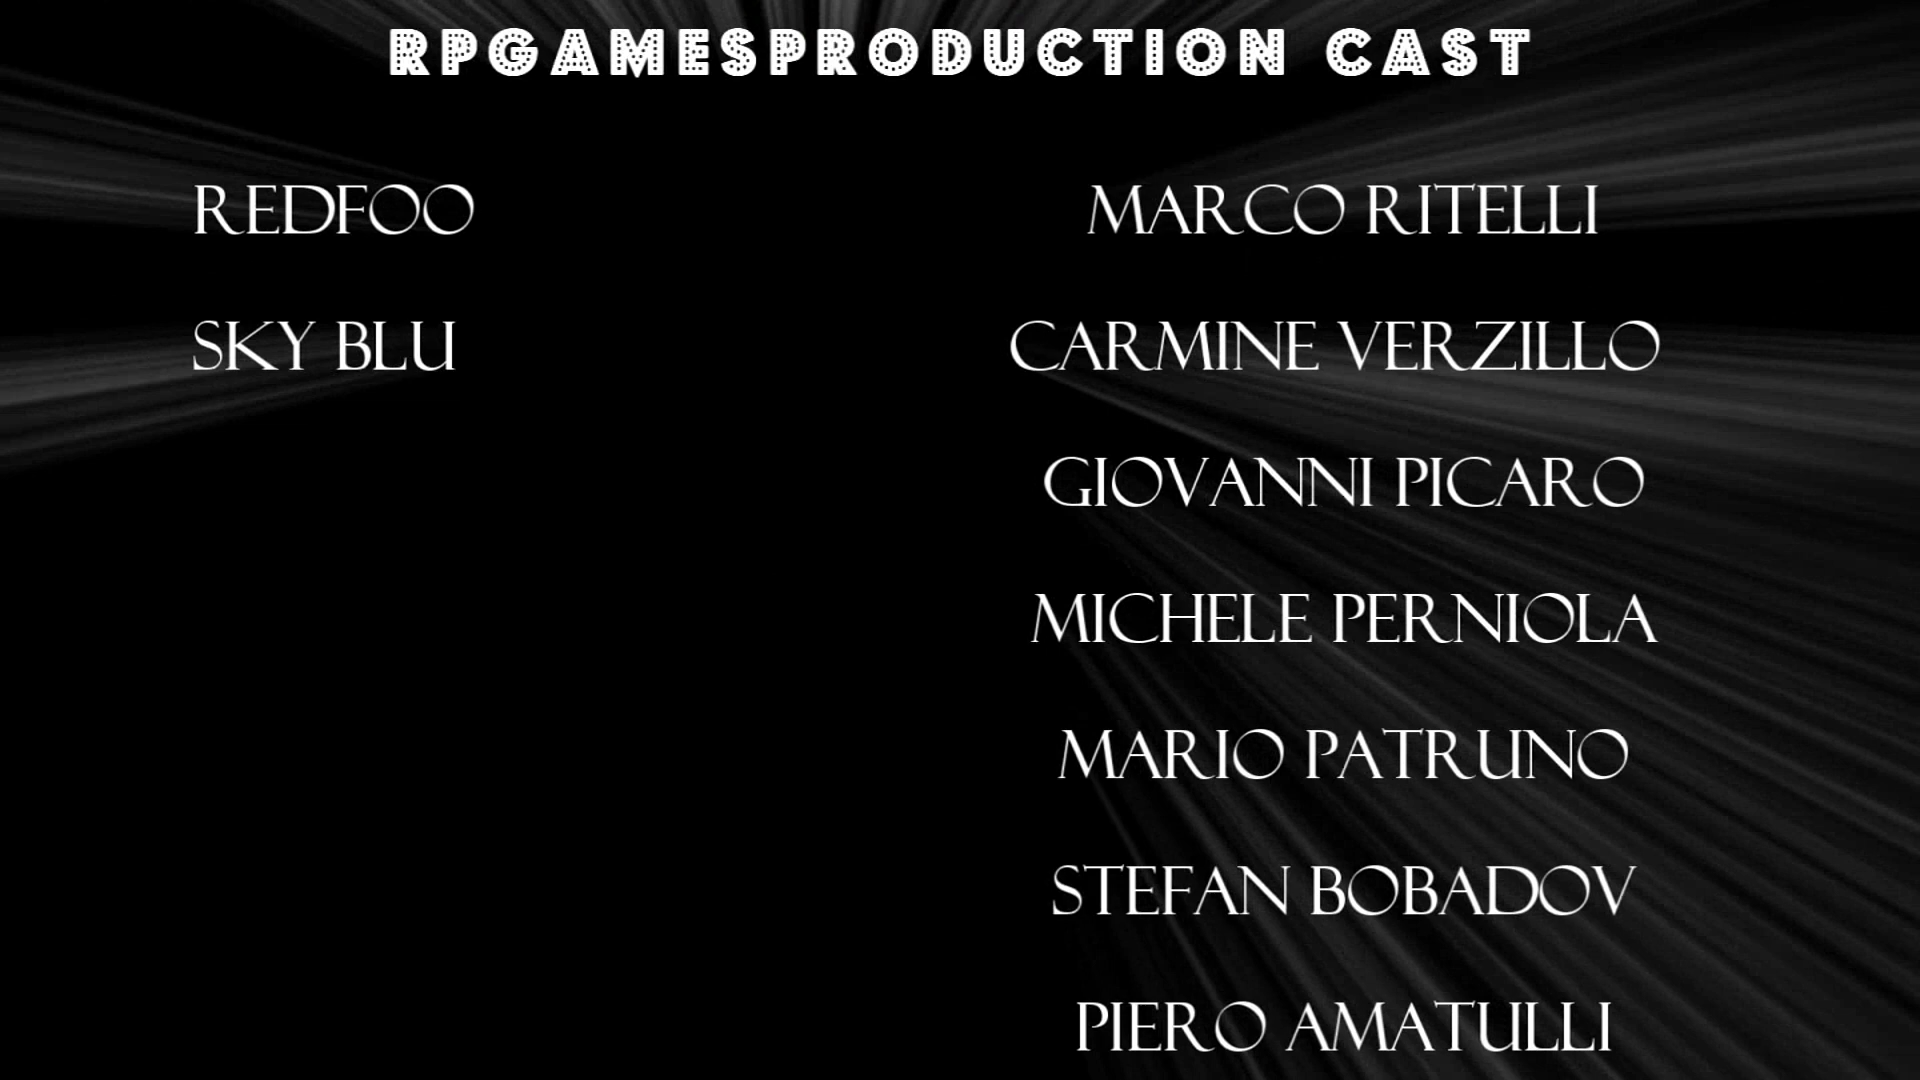 RPGAMESPRODUCTION CAST
REDFOO MARCO RITELLI
SKY BLU CARMINE VERZILLO
GIOVANNI PICARO
MICHELE PERNIOLA
MARIO PATRUNO
STEFAN BOBADOV
PIERO AMATULLI